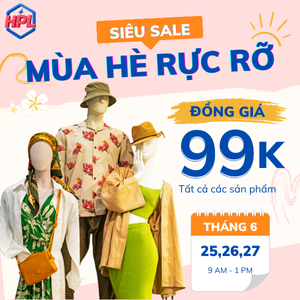 HPL
SIÊU SALE
MÙA HÈ RỰC RỠ
ĐỒNG GIÁ
99K
Tất cả các sản phẩm
THÁNG 6
25,26,27
9 AM - 1 PM